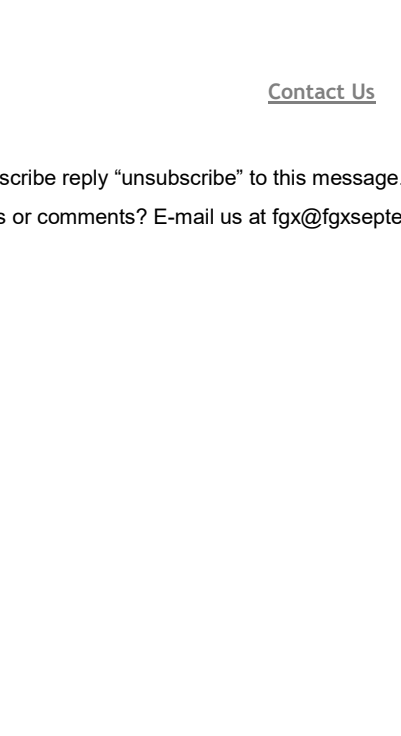 Contact Us
scribe reply “unsubscribe” to this message.
s or comments? E-mail us at fgx@fgxsepte